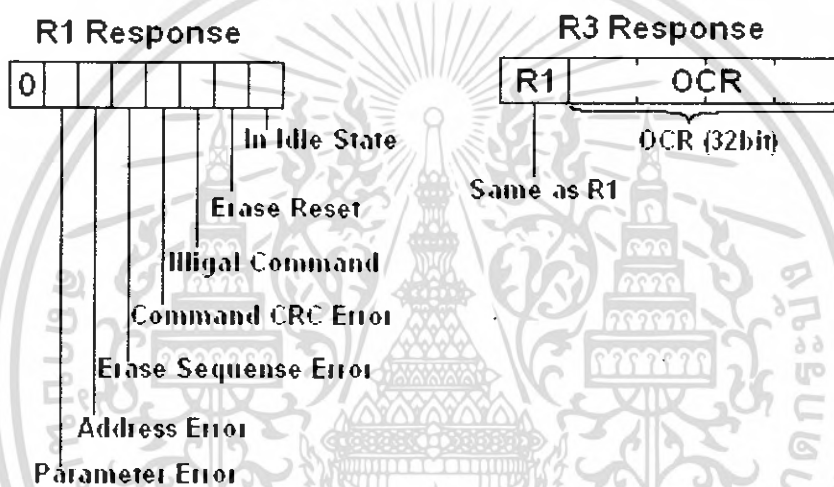 R1 Response
0
In Idle State
Erase Reset
Illigal Command
Command CRC Error
Erase Sequense Error
Address Error
Parameter Error
R3 Response
R1 OCR
OCR (32bit)
Same as R1